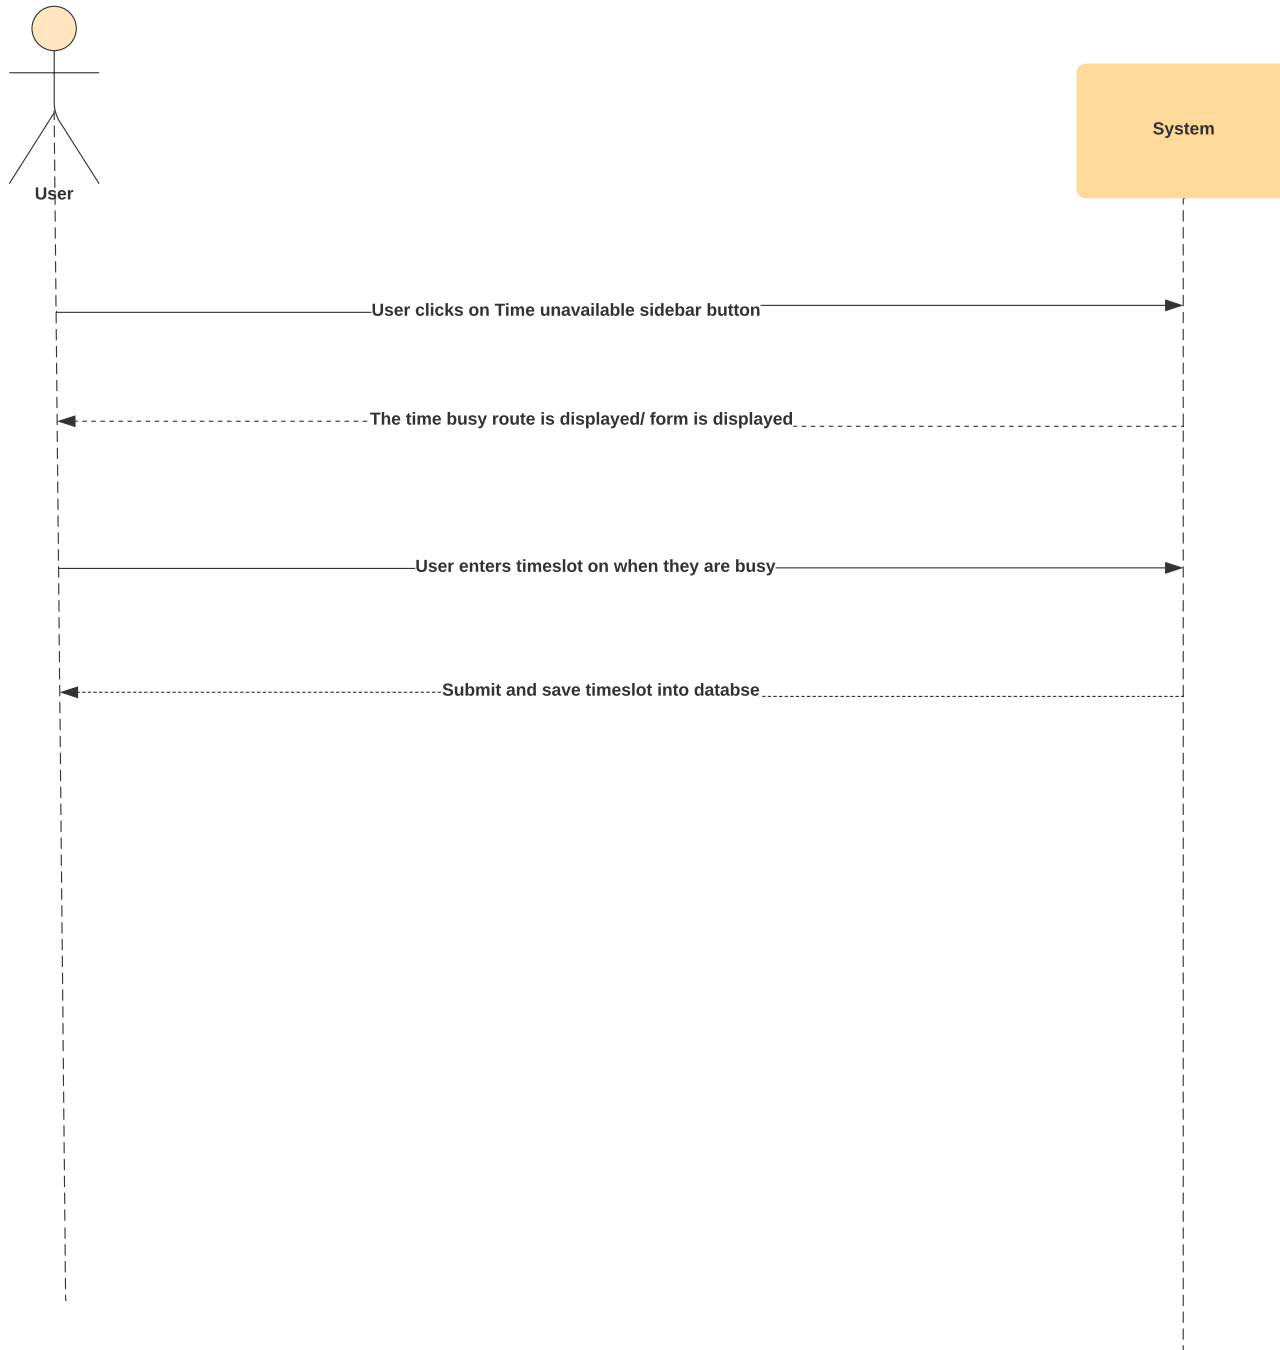 User
System
User clicks on Time unavailable sidebar button
The time busy route is displayed/ form is displayed
User enters timeslot on when they are busy
Submit and save timeslot into databse